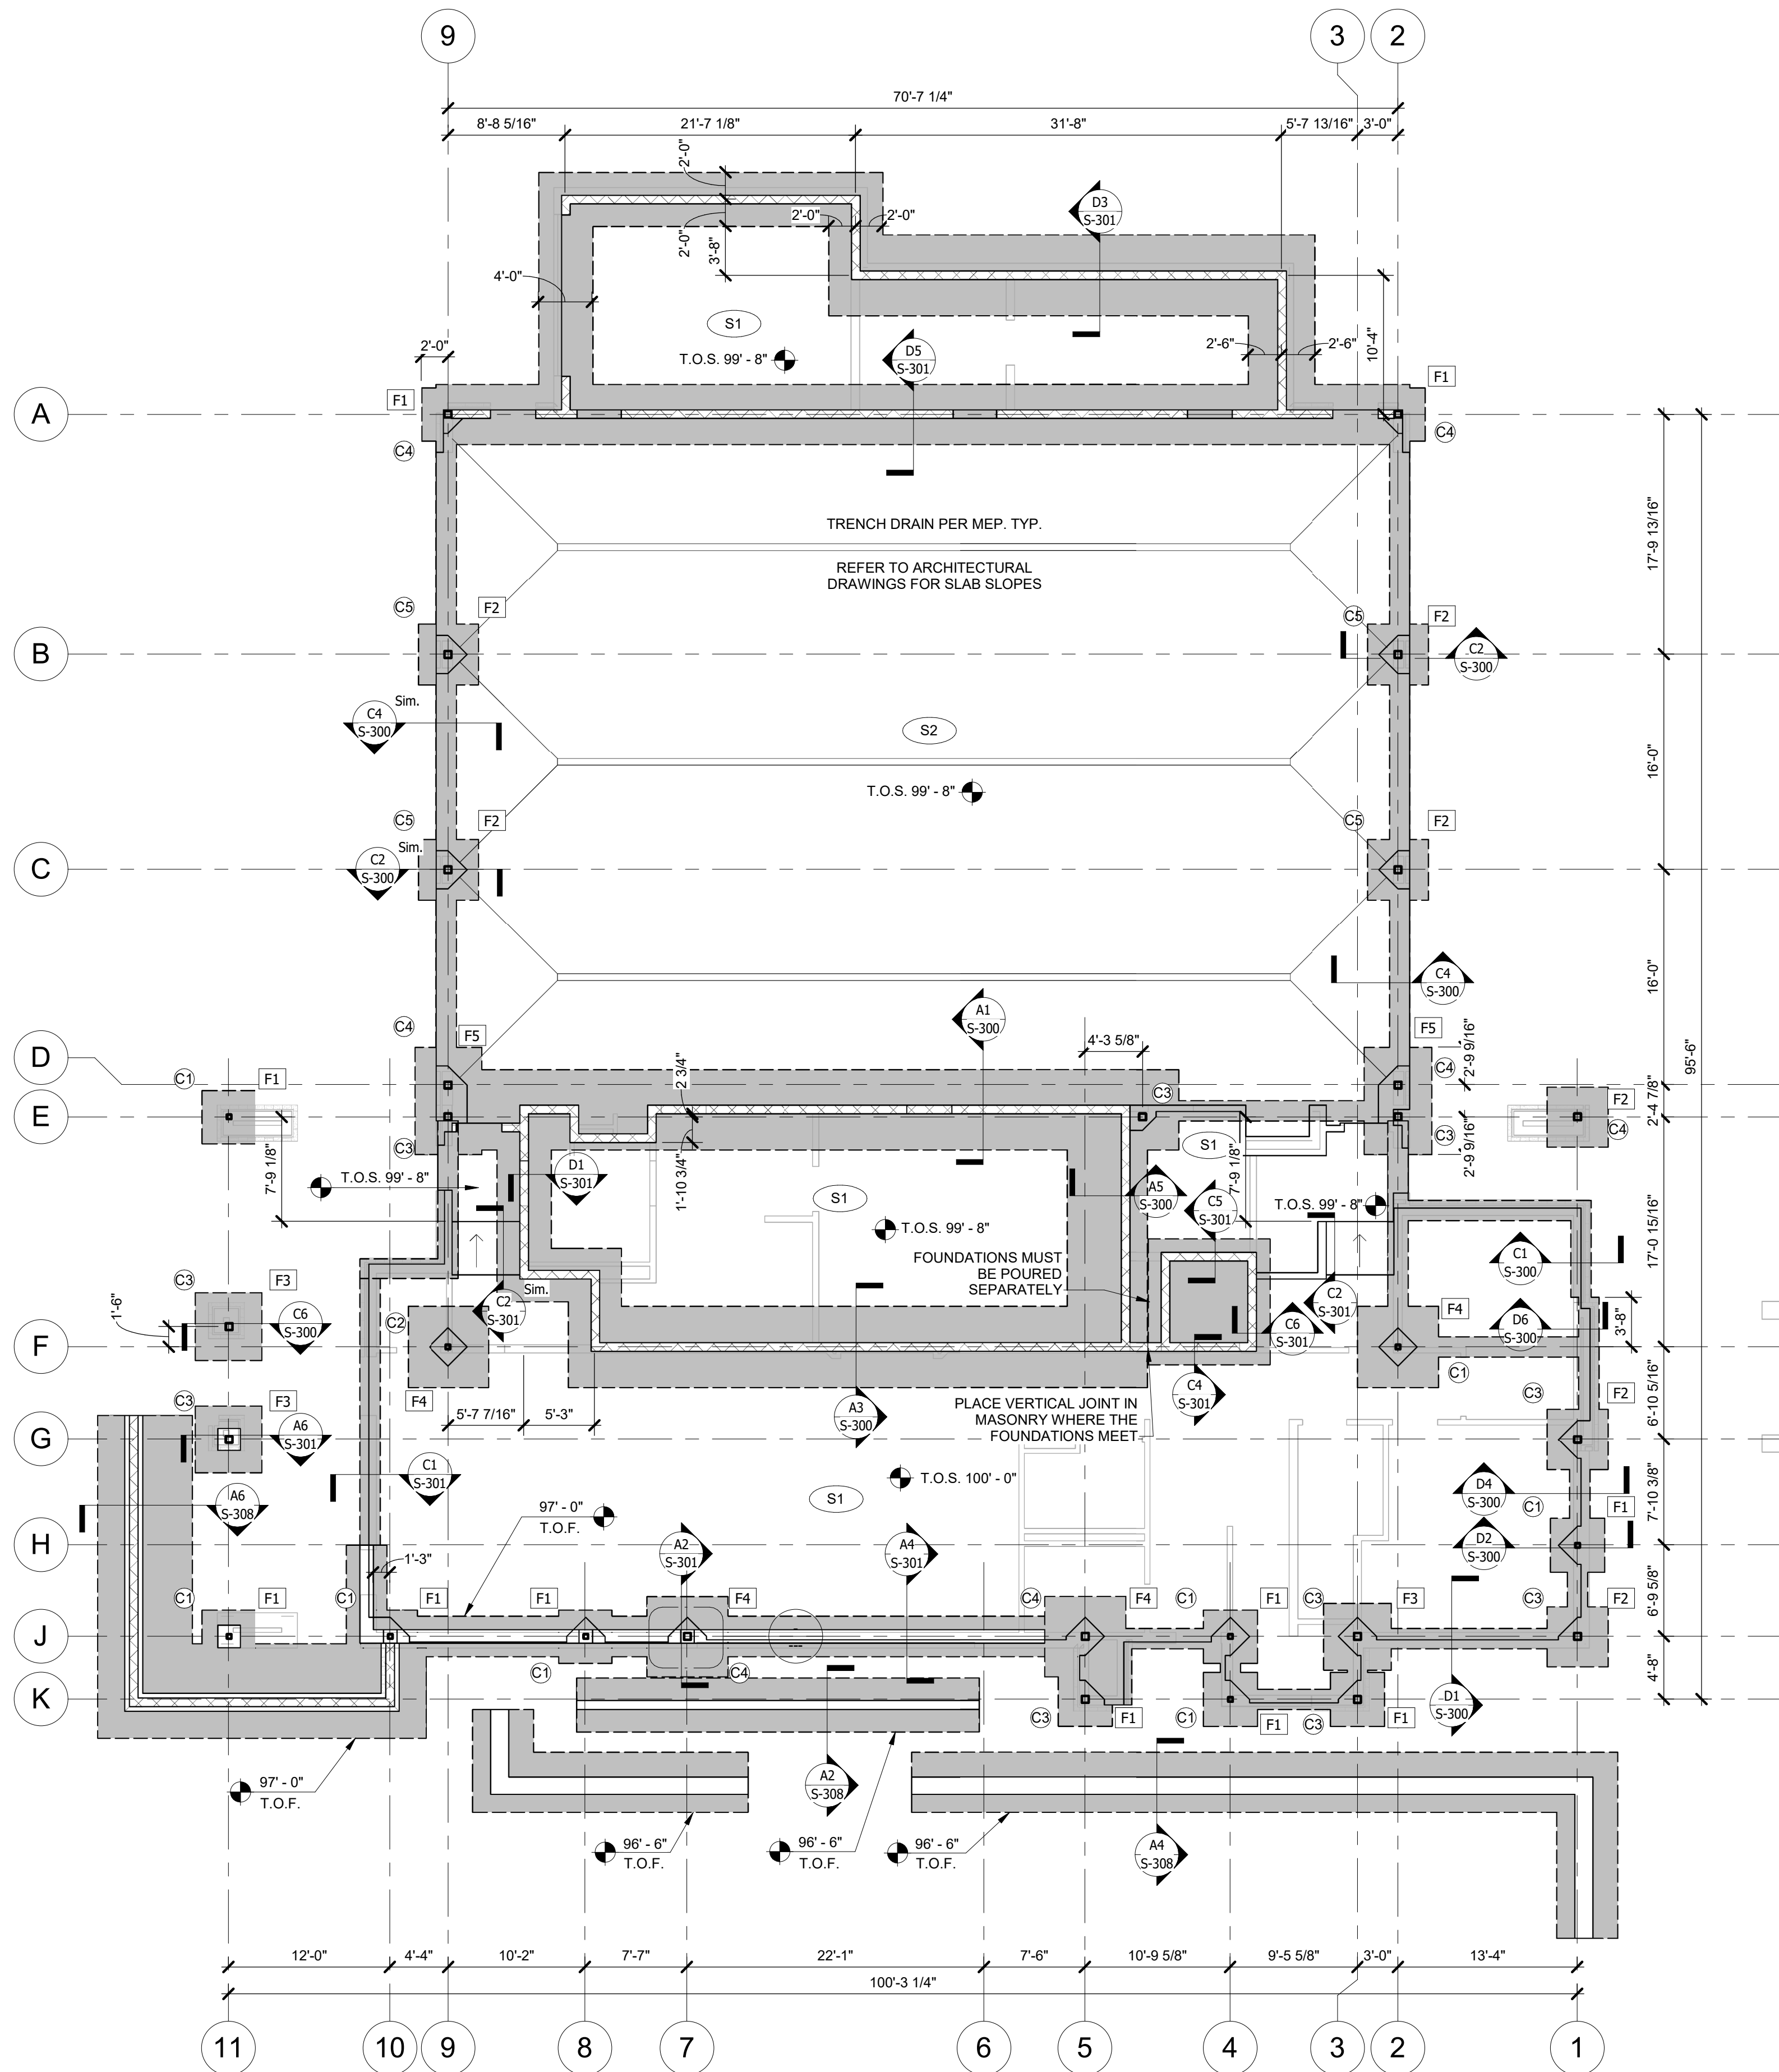 9
3
2
70'-7 1/4"
8'-8 5/16"
21'-7 1/8"
31'-8"
5'-7 13/16"
3'-0"
2'-0"
2'-0"
2'-0"
2'-0"
3'-8"
D3
S-301
4'-0"
S1
T.O.S. 99' - 8"
D5
S-301
2'-6"
2'-6"
10'-4"
2'-0"
F1
F1
A
C4
C4
TRENCH DRAIN PER MEP. TYP.
REFER TO ARCHITECTURAL
DRAWINGS FOR SLAB SLOPES
17'-9 13/16"
C5
F2
C5
F2
B
C2
S-300
Sim.
C4
S-300
S2
16'-0"
T.O.S. 99' - 8"
C5
F2
C5
F2
Sim.
C
C2
S-300
C4
S-300
16'-0"
A1
S-300
C4
F5
4'-3 5/8"
F5
2'-9 9/16"
95'-6"
D
C1
F1
2 3/4"
C3
C4
F2
2'-4 7/8"
E
C4
C3
S1
C3
2'-9 9/16"
7'-9 1/8"
T.O.S. 99' - 8"
D1
S-301
1'-10 3/4"
S1
A5
S-300
C5
S-301
7'-9 1/8"
T.O.S. 99' - 8"
T.O.S. 99' - 8"
FOUNDATIONS MUST
BE POURED
SEPARATELY
C1
S-300
17'-0 15/16"
C3
F3
1'-6"
C6
S-300
Sim.
C2
C2
S-301
C2
S-301
C6
S-301
F4
D6
S-300
3'-8"
F
C1
C3
F3
F4
5'-7 7/16"
5'-3"
A3
S-300
C4
S-301
PLACE VERTICAL JOINT IN
MASONRY WHERE THE
FOUNDATIONS MEET
C3
F2
6'-10 5/16"
G
A6
S-301
C1
S-301
T.O.S. 100' - 0"
S1
A6
S-308
97' - 0"
T.O.F.
D4
S-300
C1
F1
7'-10 3/8"
H
1'-3"
A2
S-301
A4
S-301
D2
S-300
C1
F1
C1
F1
F1
F4
C4
F4
C1
F1
C3
F3
C3
F2
6'-9 5/8"
J
---
C1
C4
4'-8"
K
C3
F1
C1
F1
C3
F1
D1
S-300
97' - 0"
T.O.F.
A2
S-308
96' - 6"
T.O.F.
96' - 6"
T.O.F.
96' - 6"
T.O.F.
A4
S-308
12'-0"
4'-4"
10'-2"
7'-7"
22'-1"
7'-6"
10'-9 5/8"
9'-5 5/8"
3'-0"
13'-4"
100'-3 1/4"
11
10
9
8
7
6
5
4
3
2
1